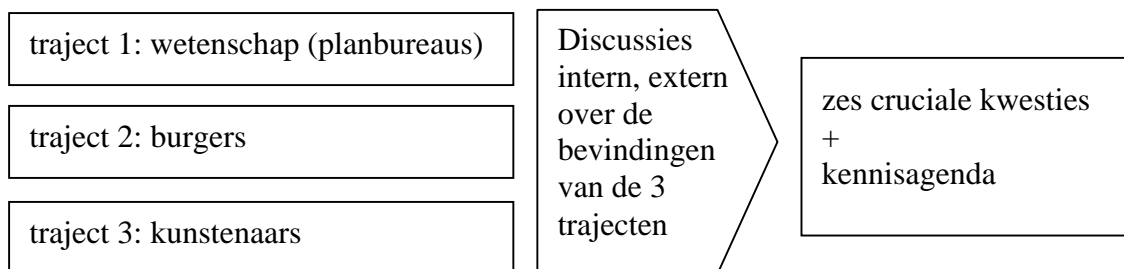 traject 1: wetenschap (planbureaus)
traject 2: burgers
traject 3: kunstenaars
Discussies
intern, extern
over de
bevindingen
van de 3
trajecten
zes cruciale kwesties
+
kennisagenda